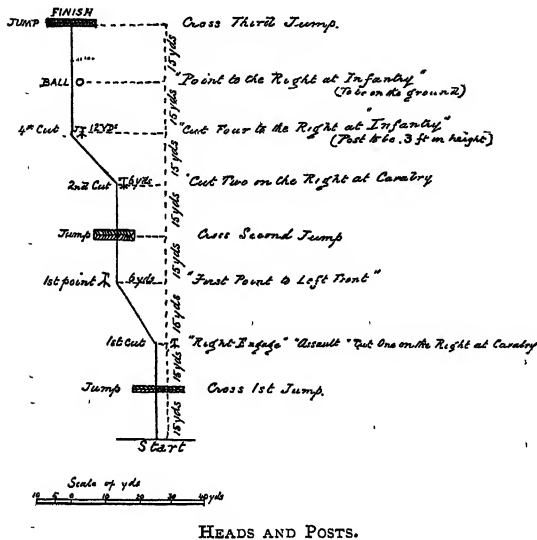 FINISH
JUMP Cross Third Jump.
15 yds
BALL "Point to the Right at Infantry"
(To be on the ground)
15 yds
4th Cut 12 yds "Cut Four to the Right at "Infantry"
(Post to be .3 ft in height)
15 yds
2nd Cut 6 yds "Cut Two on the Right at Cavalry
15 yds
Jump Cross Second Jump
15 yds
1st point 6 yds "First Point to Left Front"
15 yds
1st Cut "Right Engage" "Assault" "Cut One on the Right at Cavalry
15 yds
Jump Cross 1st Jump.
15 yds
Start
Scale of yds
10 5 0 10 20 30 40 yds
HEADS AND POSTS.